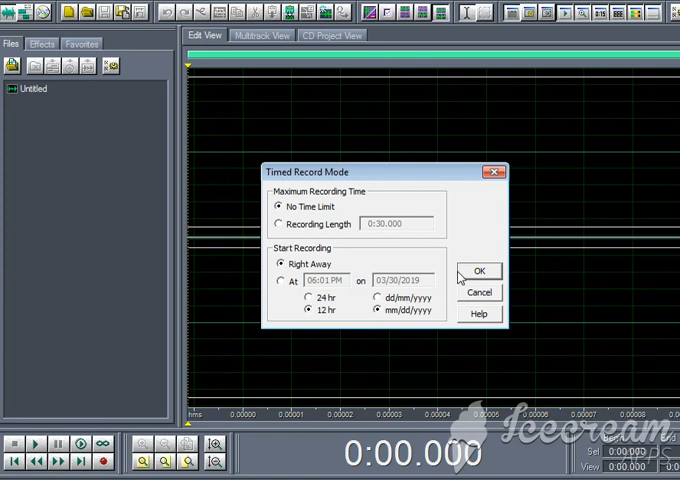 Edit View
Multitrack View
CD Project View
Files
Effects
Favorites
Untitled
Timed Record Mode
Maximum Recording Time
No Time Limit
Recording Length
0:30.000
Start Recording
Right Away
At
06:01 PM
on
03/30/2019
24 hr
dd/mm/yyyy
12 hr
mm/dd/yyyy
OK
Cancel
Help
hms
0.00000
0.00001
0.00002
0.00003
0.00004
0.00005
0.00006
0.00007
0.0000
0:00.000
Icecream
APPS
Begin
End
Sel
0:00.000
View
0:00.000